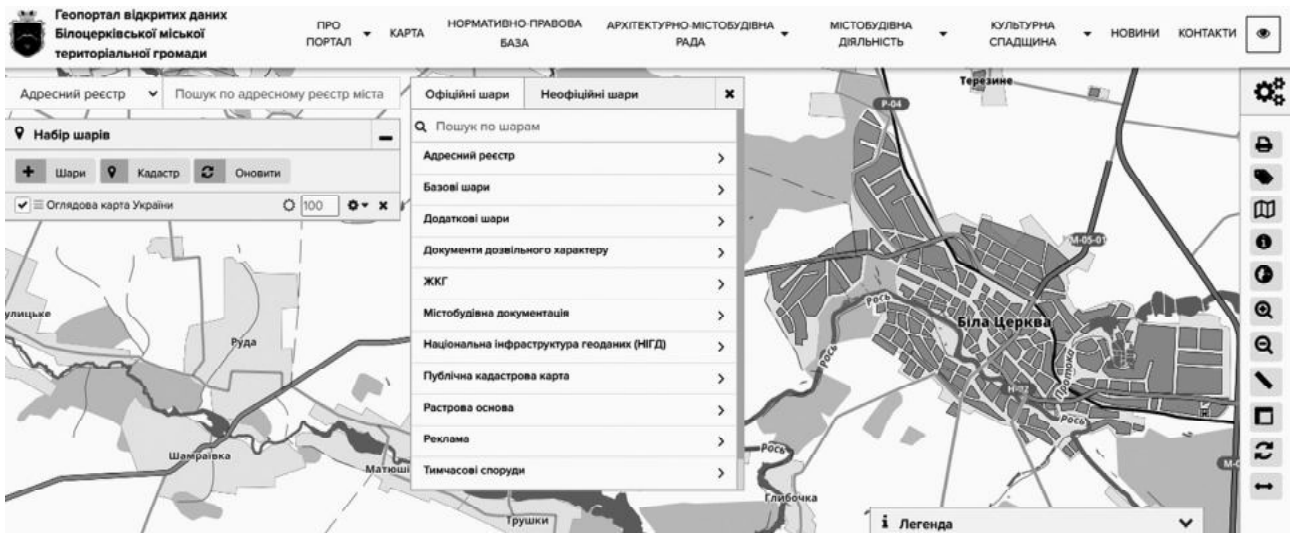 Геопортал відкритих даних
Білоцерківської міської
територіальної громади
ПРО
ПОРТАЛ
КАРТА
НОРМАТИВНО-ПРАВОВА
БАЗА
АРХІТЕКТУРНО-МІСТОБУДІВНА
РАДА
МІСТОБУДІВНА
ДІЯЛЬНІСТЬ
КУЛЬТУРНА
СПАДЩИНА
НОВИНИ
КОНТАКТИ
Адресний реєстр
Пошук по адресному реєстр міста
Набір шарів
Шари
Кадастр
Оновити
Оглядова карта України
100
Офіційні шари
Неофіційні шари
Пошук по шарам
Адресний реєстр
Базові шари
Додаткові шари
Документи дозвільного характеру
ЖКГ
Містобудівна документація
Національна інфраструктура геоданих (НІГД)
Публічна кадастрова карта
Растрова основа
Реклама
Тимчасові споруди
Терезине
Р-04
М-05-01
улицьке
Руда
Рось
Біла Церква
Рось
Протока
Н-02
Рось
Шамраївка
Матюші
Рось
М-0
Глибочка
Трушки
Легенда